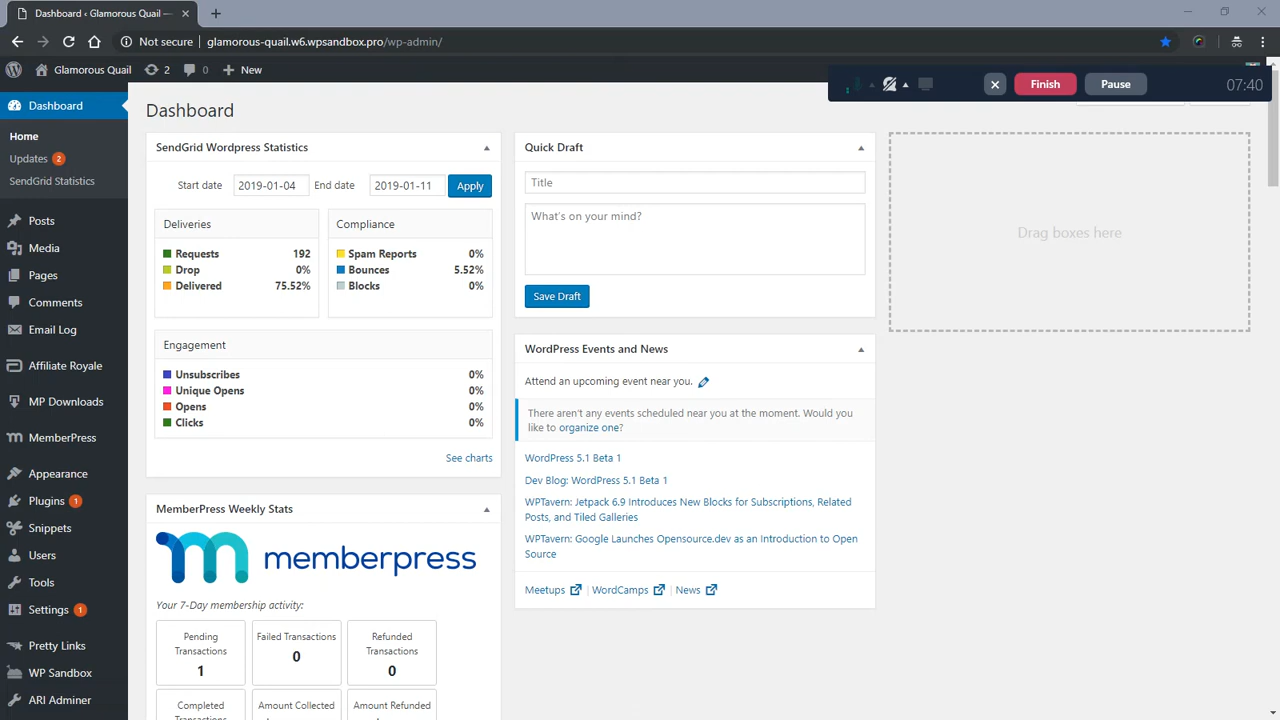 Dashboard ‹ Glamorous Quail —
Not secure glamorous-quail.w6.wpsandbox.pro/wp-admin/
Glamorous Quail 2 0 New
Finish Pause 07:40
Dashboard
Home
Updates 2
SendGrid Statistics
Posts
Media
Pages
Comments
Email Log
Affiliate Royale
MP Downloads
MemberPress
Appearance
Plugins 1
Snippets
Users
Tools
Settings 1
Pretty Links
WP Sandbox
ARI Adminer
Dashboard
SendGrid Wordpress Statistics
Start date 2019-01-04 End date 2019-01-11 Apply
Deliveries
Requests 192
Drop 0%
Delivered 75.52%
Compliance
Spam Reports 0%
Bounces 5.52%
Blocks 0%
Engagement
Unsubscribes 0%
Unique Opens 0%
Opens 0%
Clicks 0%
See charts
MemberPress Weekly Stats
memberpress
Your 7-Day membership activity:
Pending
Transactions
1
Failed Transactions
0
Refunded
Transactions
0
Completed
Transactions
Amount Collected
Amount Refunded
Quick Draft
Title
What's on your mind?
Save Draft
WordPress Events and News
Attend an upcoming event near you.
There aren't any events scheduled near you at the moment. Would you
like to organize one?
WordPress 5.1 Beta 1
Dev Blog: WordPress 5.1 Beta 1
WPTavern: Jetpack 6.9 Introduces New Blocks for Subscriptions, Related
Posts, and Tiled Galleries
WPTavern: Google Launches Opensource.dev as an Introduction to Open
Source
Meetups | WordCamps | News
Drag boxes here